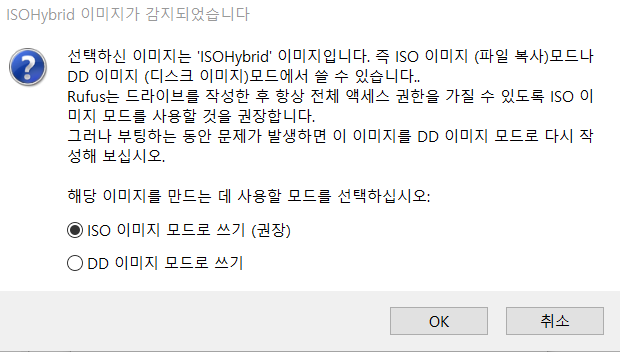 ISOHybrid 이미지가 감지되었습니다
선택하신 이미지는 'ISOHybrid' 이미지입니다. 즉 ISO 이미지 (파일 복사)모드나
DD 이미지 (디스크 이미지)모드에서 쓸 수 있습니다..
Rufus는 드라이브를 작성한 후 항상 전체 액세스 권한을 가질 수 있도록 ISO 이
미지 모드를 사용할 것을 권장합니다.
그러나 부팅하는 동안 문제가 발생하면 이 이미지를 DD 이미지 모드로 다시 작
성해 보십시오.
해당 이미지를 만드는 데 사용할 모드를 선택하십시오:
ISO 이미지 모드로 쓰기 (권장)
DD 이미지 모드로 쓰기
OK
취소